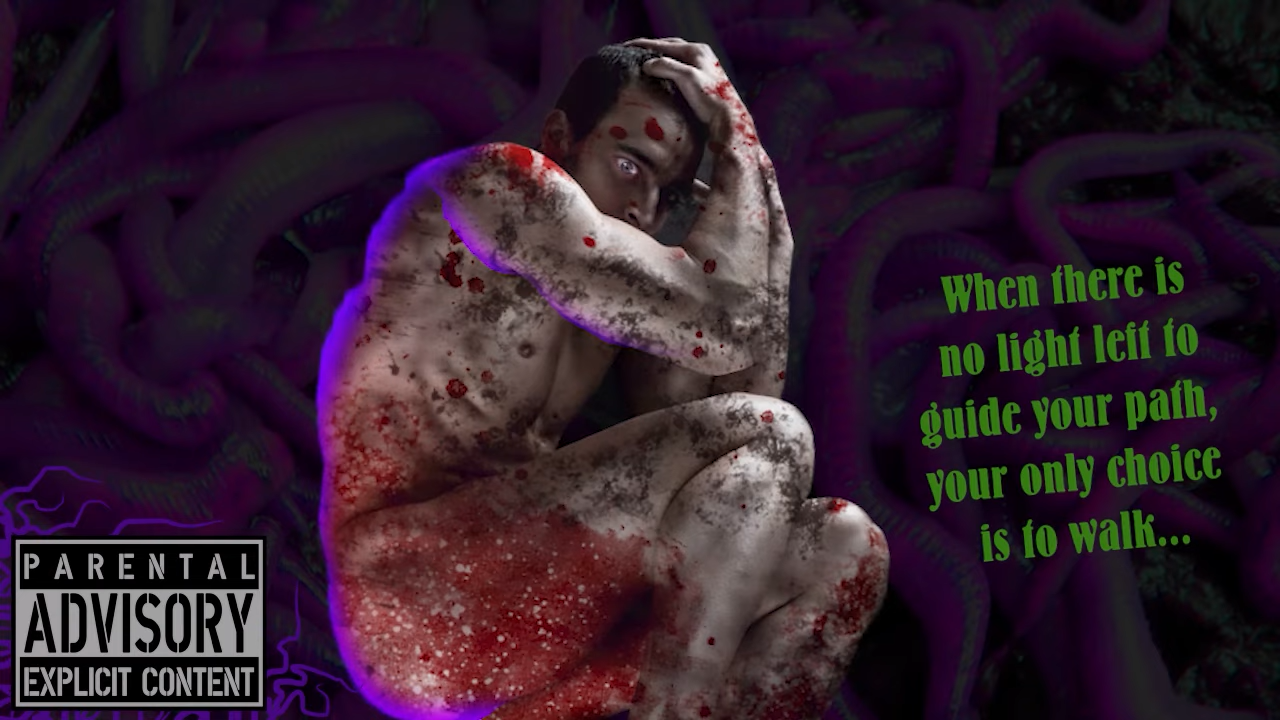 When there is
no light left to
guide your path,
your only choice
is to walk...
PARENTAL
ADVISORY
EXPLICIT CONTENT